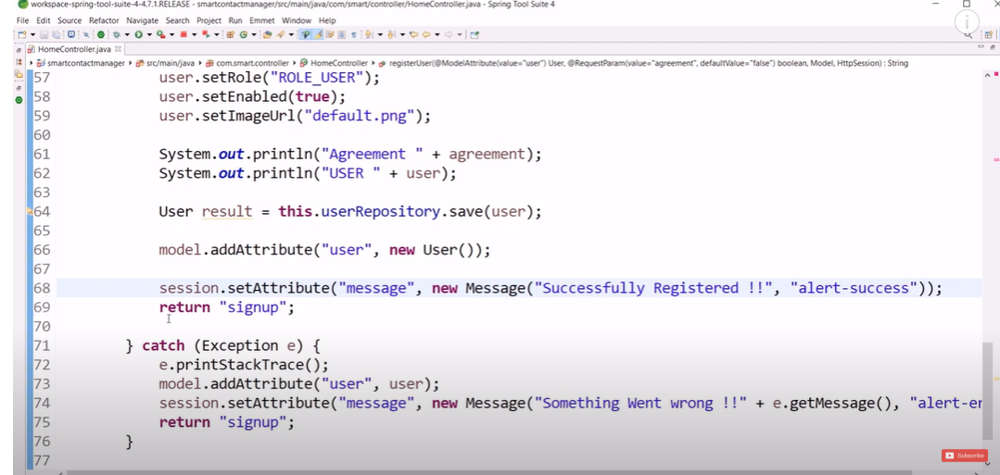 workspace-spring-tool-suite-4-4.7.1.RELEASE - smartcontactmanager/src/main/java/com/smart/controller/HomeController.java - Spring Tool Suite 4
File Edit Source Refactor Navigate Search Project Run Emmet Window Help
HomeController.java
smartcontactmanager src/main/java com.smart.controller HomeController registerUser(@ModelAttribute(value="user") User, @RequestParam(value="agreement", defaultValue="false") boolean, Model, HttpSession) : String
57 user.setRole("ROLE_USER");
58 user.setEnabled(true);
59 user.setImageUrl("default.png");
60
61 System.out.println("Agreement " + agreement);
62 System.out.println("USER " + user);
63
64 User result = this.userRepository.save(user);
65
66 model.addAttribute("user", new User());
67
68 session.setAttribute("message", new Message("Successfully Registered !!", "alert-success"));
69 return "signup";
70
71 } catch (Exception e) {
72 e.printStackTrace();
73 model.addAttribute("user", user);
74 session.setAttribute("message", new Message("Something Went wrong !!" + e.getMessage(), "alert-er
75 return "signup";
76 }
77
Subscribe